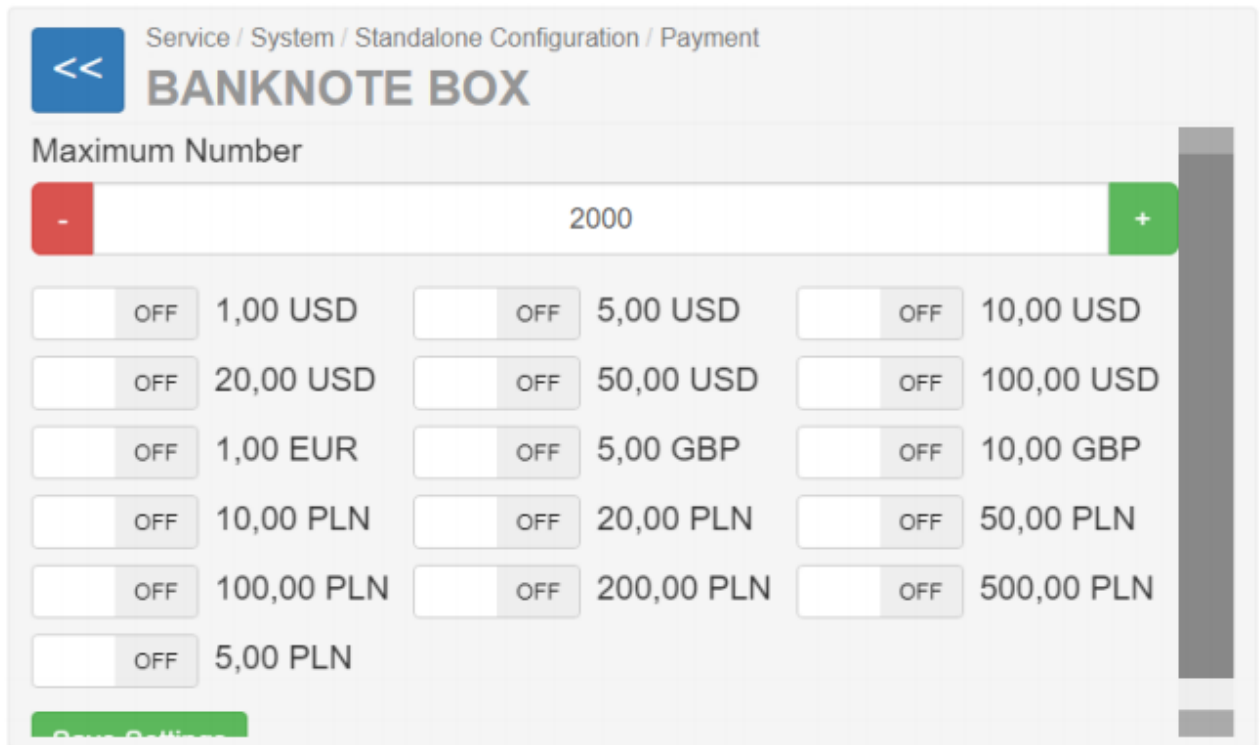 <<
Service / System / Standalone Configuration / Payment
BANKNOTE BOX
Maximum Number
- 2000 +
OFF 1,00 USD OFF 5,00 USD OFF 10,00 USD
OFF 20,00 USD OFF 50,00 USD OFF 100,00 USD
OFF 1,00 EUR OFF 5,00 GBP OFF 10,00 GBP
OFF 10,00 PLN OFF 20,00 PLN OFF 50,00 PLN
OFF 100,00 PLN OFF 200,00 PLN OFF 500,00 PLN
OFF 5,00 PLN
Save Settings